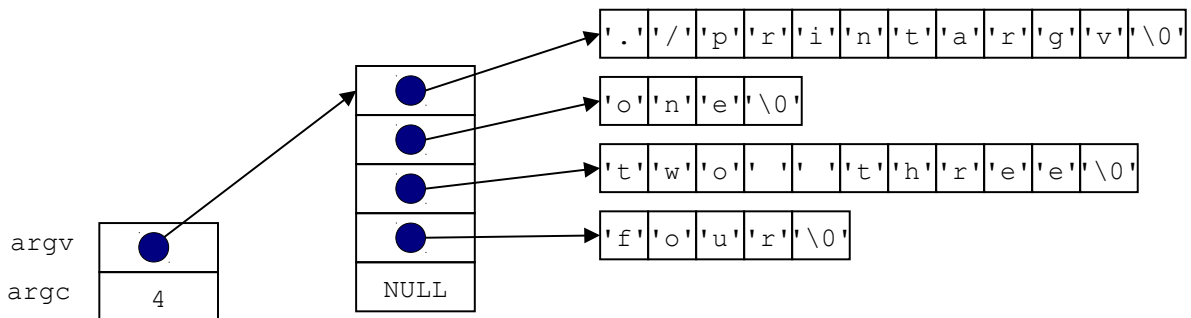 '.' '/' 'p' 'r' 'i' 'n' 't' 'a' 'r' 'g' 'v' '\0'
'o' 'n' 'e' '\0'
't' 'w' 'o' ' ' ' ' 't' 'h' 'r' 'e' 'e' '\0'
'f' 'o' 'u' 'r' '\0'
argv
argc 4 NULL